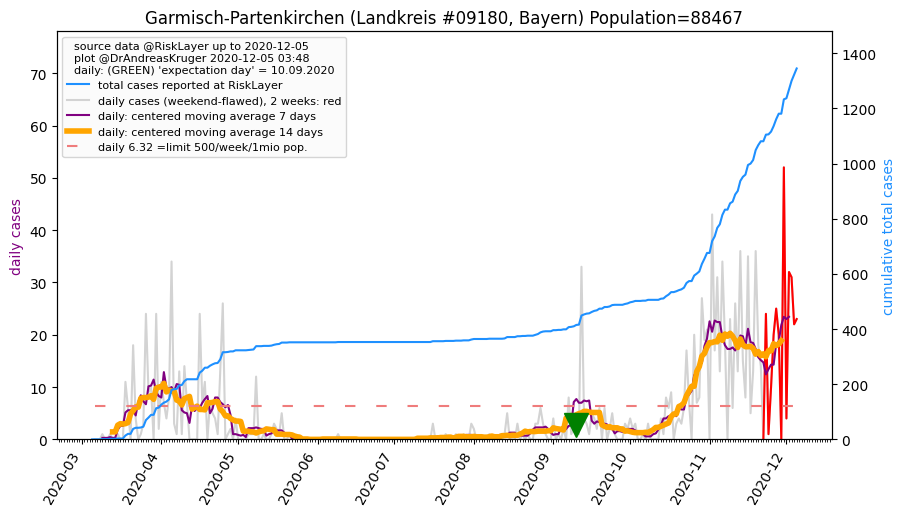 Garmisch-Partenkirchen (Landkreis #09180, Bayern) Population=88467
source data @RiskLayer up to 2020-12-05
plot @DrAndreasKruger 2020-12-05 03:48
daily: (GREEN) 'expectation day' = 10.09.2020
total cases reported at RiskLayer
daily cases (weekend-flawed), 2 weeks: red
daily: centered moving average 7 days
daily: centered moving average 14 days
daily 6.32 =limit 500/week/1mio pop.
daily cases
70
60
50
40
30
20
10
0
cumulative total cases
1400
1200
1000
800
600
400
200
0
2020-03
2020-04
2020-05
2020-06
2020-07
2020-08
2020-09
2020-10
2020-11
2020-12